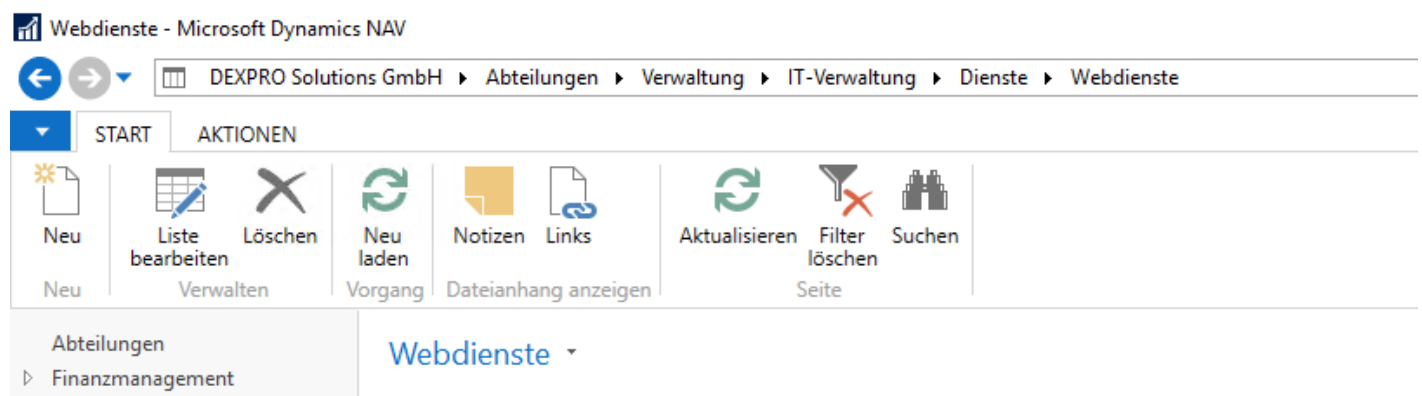 Webdienste - Microsoft Dynamics NAV
DEXPRO Solutions GmbH Abteilungen Verwaltung IT-Verwaltung Dienste Webdienste
START AKTIONEN
Neu Liste bearbeiten Löschen Neu laden Notizen Links Aktualisieren Filter löschen Suchen
Neu Verwalten Vorgang Dateianhang anzeigen Seite
Abteilungen
Webdienste
Finanzmanagement